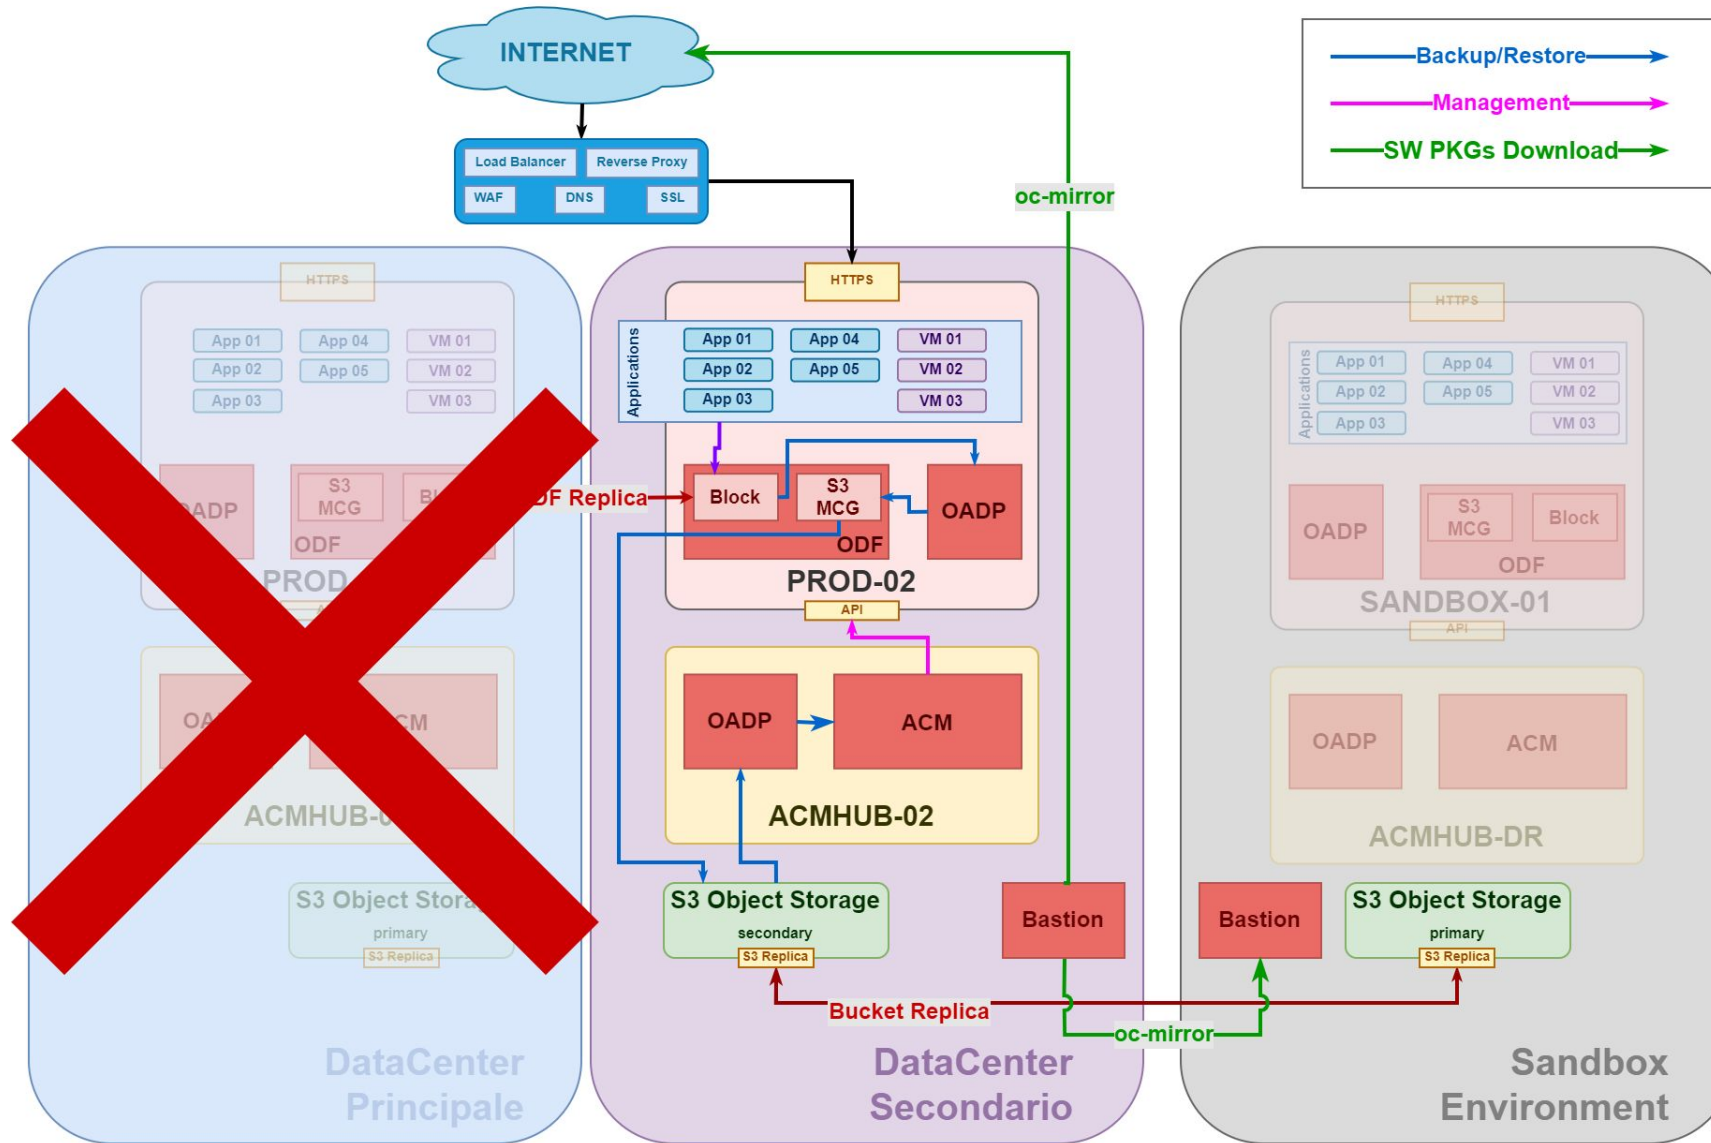 INTERNET
Backup/Restore
Management
SW PKGs Download
Load Balancer
Reverse Proxy
WAF
DNS
SSL
oc-mirror
HTTPS
App 01
App 04
VM 01
App 02
App 05
VM 02
App 03
VM 03
OADP
S3
MCG
ODF
PROD
ACM
ACMHUB-0
S3 Object Storage
primary
S3 Replica
DataCenter
Principale
HTTPS
Applications
App 01
App 04
VM 01
App 02
App 05
VM 02
App 03
VM 03
DF Replica
Block
S3
MCG
OADP
ODF
PROD-02
API
OADP
ACM
ACMHUB-02
S3 Object Storage
secondary
S3 Replica
Bastion
Bucket Replica
oc-mirror
DataCenter
Secondario
HTTPS
Applications
App 01
App 04
VM 01
App 02
App 05
VM 02
App 03
VM 03
OADP
S3
MCG
Block
ODF
SANDBOX-01
API
OADP
ACM
ACMHUB-DR
Bastion
S3 Object Storage
primary
S3 Replica
Sandbox
Environment